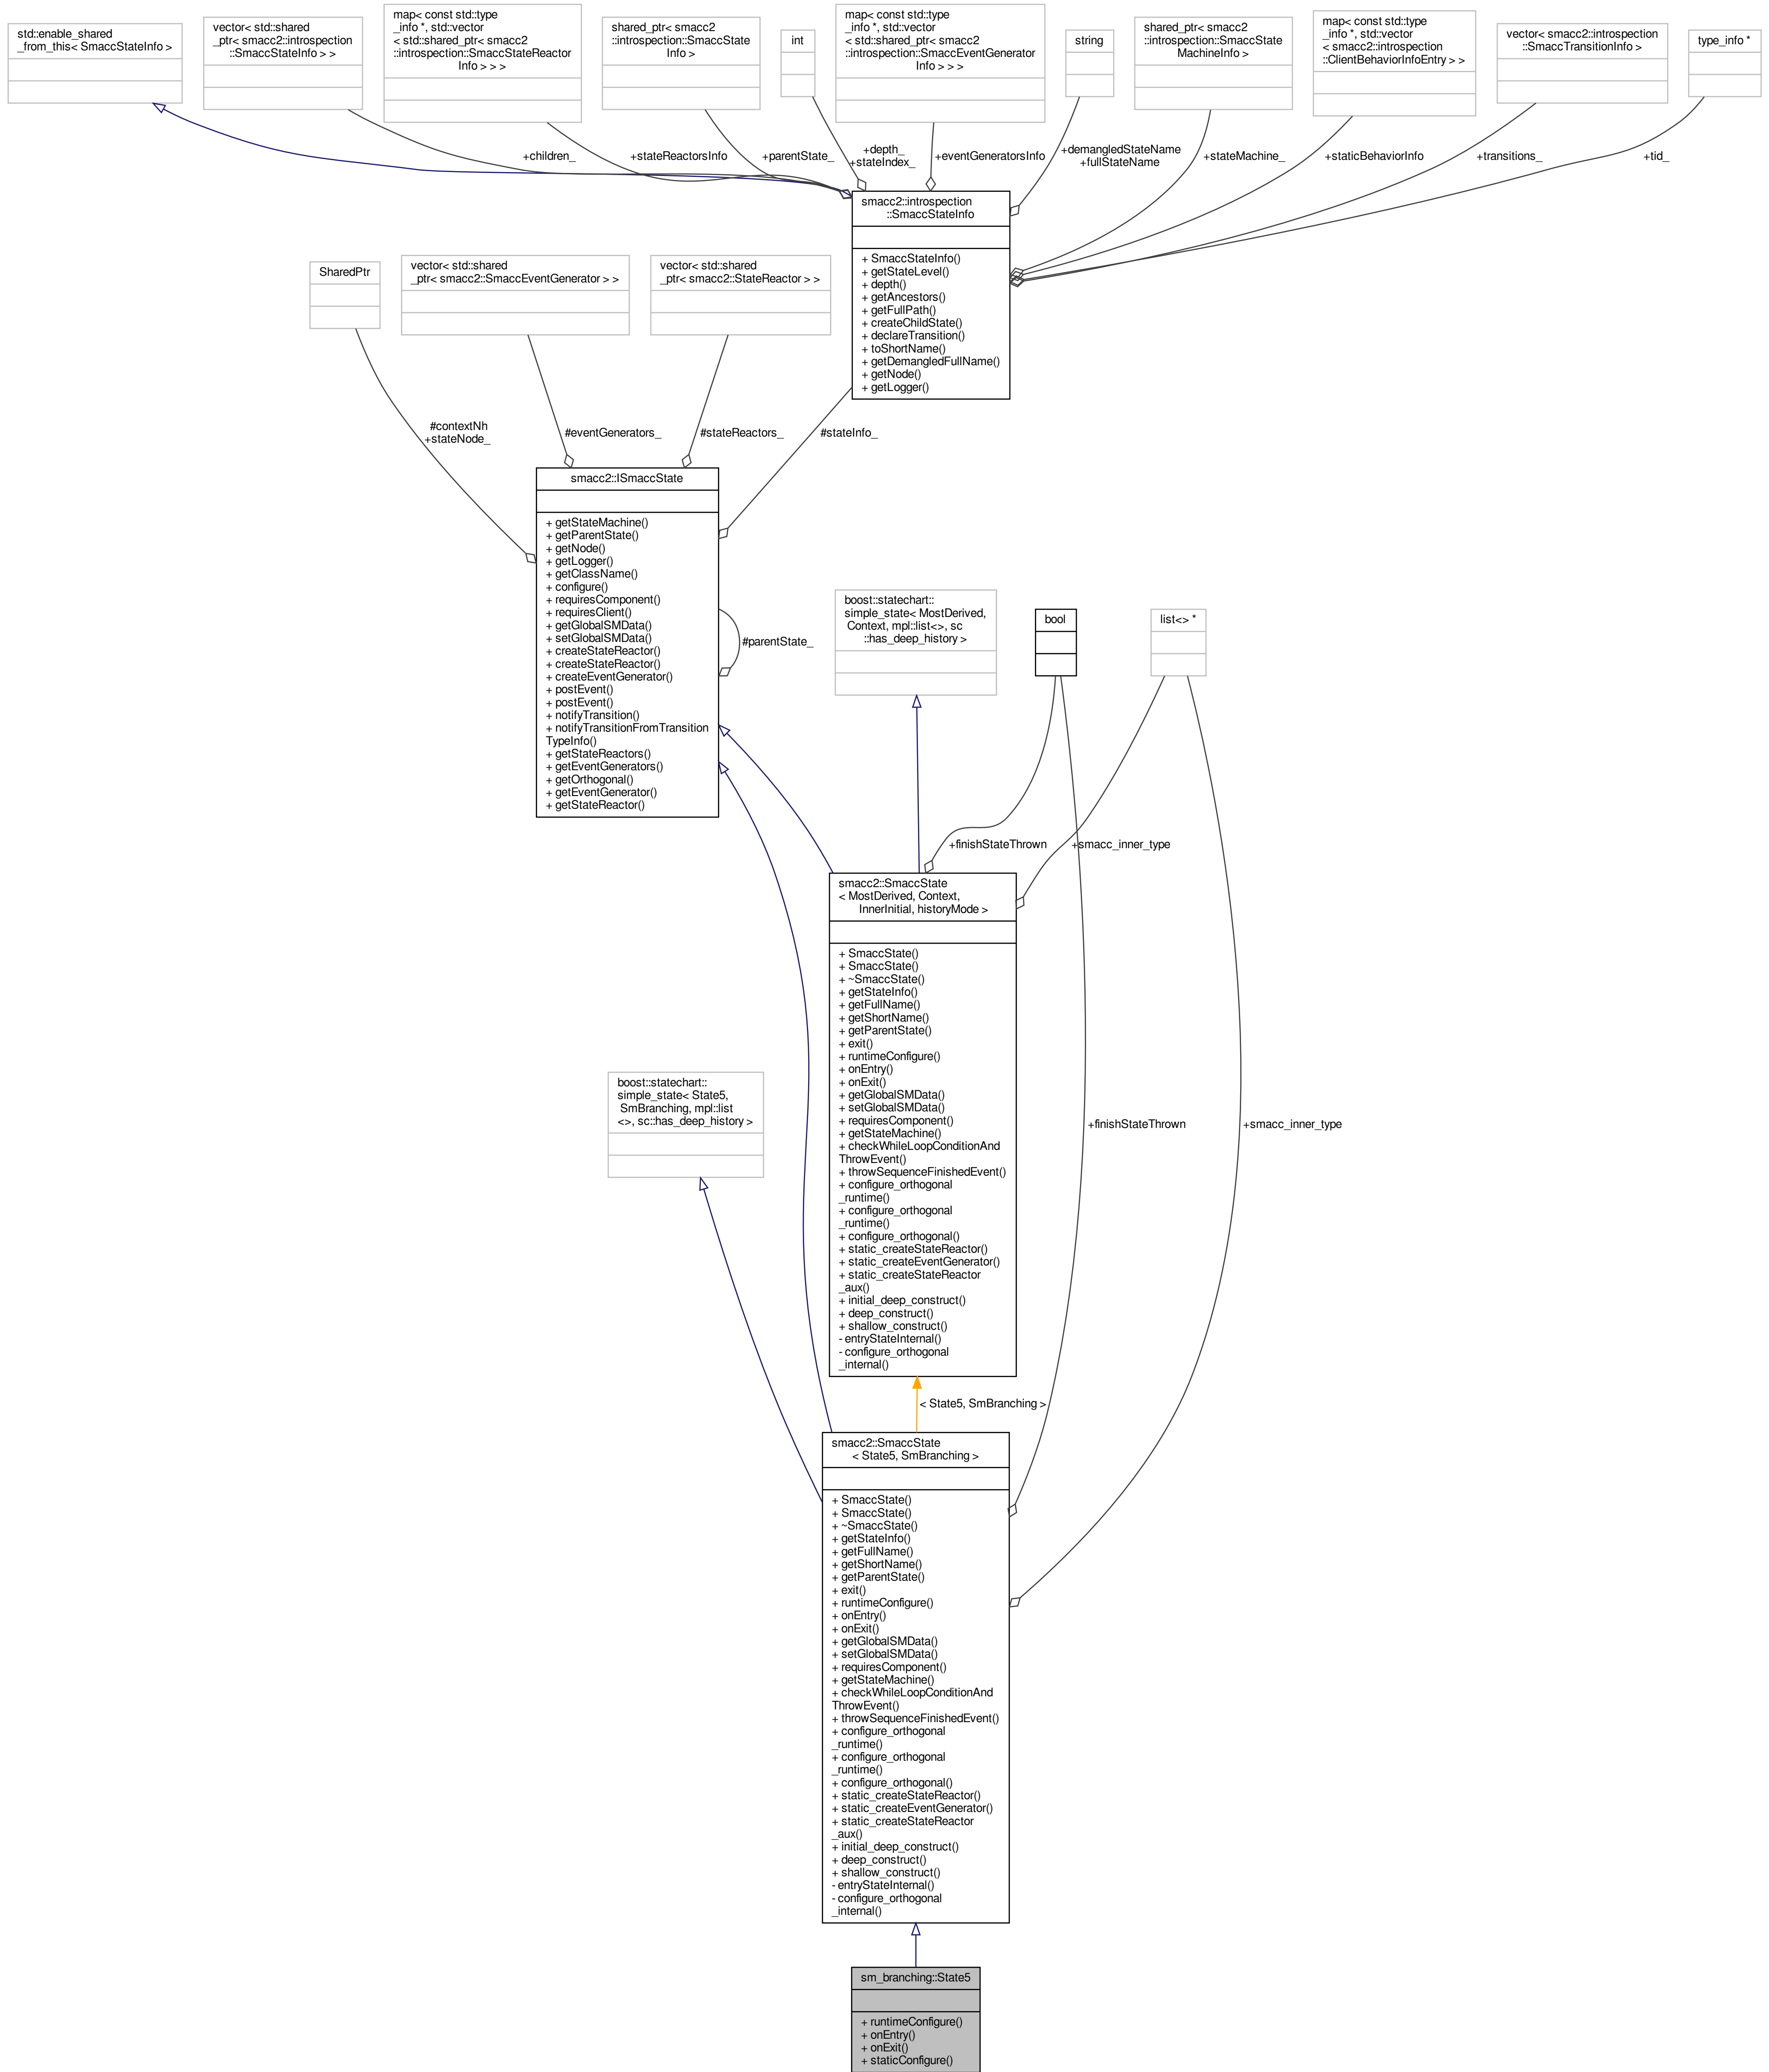 std::enable_shared
_from_this< SmaccStateInfo >
vector< std::shared
_ptr< smacc2::introspection
::SmaccStateInfo > >
map< const std::type
_info *, std::vector
< std::shared_ptr< smacc2
::introspection::SmaccStateReactor
Info > > >
shared_ptr< smacc2
::introspection::SmaccState
Info >
int
map< const std::type
_info *, std::vector
< std::shared_ptr< smacc2
::introspection::SmaccEventGenerator
Info > > >
string
shared_ptr< smacc2
::introspection::SmaccState
MachineInfo >
map< const std::type
_info *, std::vector
< smacc2::introspection
::ClientBehaviorInfoEntry > >
vector< smacc2::introspection
::SmaccTransitionInfo >
type_info *
+children_
+stateReactorsInfo
+parentState_
+depth_
+stateIndex_
+eventGeneratorsInfo
+demangledStateName
+fullStateName
+stateMachine_
+staticBehaviorInfo
+transitions_
+tid_
smacc2::introspection
::SmaccStateInfo
+ SmaccStateInfo()
+ getStateLevel()
+ depth()
+ getAncestors()
+ getFullPath()
+ createChildState()
+ declareTransition()
+ toShortName()
+ getDemangledFullName()
+ getNode()
+ getLogger()
SharedPtr
vector< std::shared
_ptr< smacc2::SmaccEventGenerator > >
vector< std::shared
_ptr< smacc2::StateReactor > >
#contextNh
+stateNode_
#eventGenerators_
#stateReactors_
#stateInfo_
smacc2::ISmaccState
+ getStateMachine()
+ getParentState()
+ getNode()
+ getLogger()
+ getClassName()
+ configure()
+ requiresComponent()
+ requiresClient()
+ getGlobalSMData()
+ setGlobalSMData()
+ createStateReactor()
+ createStateReactor()
+ createEventGenerator()
+ postEvent()
+ postEvent()
+ notifyTransition()
+ notifyTransitionFromTransition
TypeInfo()
+ getStateReactors()
+ getEventGenerators()
+ getOrthogonal()
+ getEventGenerator()
+ getStateReactor()
#parentState_
boost::statechart::
simple_state< MostDerived,
Context, mpl::list<>, sc
::has_deep_history >
bool
list<> *
+finishStateThrown
+smacc_inner_type
smacc2::SmaccState
< MostDerived, Context,
InnerInitial, historyMode >
+ SmaccState()
+ SmaccState()
+ ~SmaccState()
+ getStateInfo()
+ getFullName()
+ getShortName()
+ getParentState()
+ exit()
+ runtimeConfigure()
+ onEntry()
+ onExit()
+ getGlobalSMData()
+ setGlobalSMData()
+ requiresComponent()
+ getStateMachine()
+ checkWhileLoopConditionAnd
ThrowEvent()
+ throwSequenceFinishedEvent()
+ configure_orthogonal
_runtime()
+ configure_orthogonal
_runtime()
+ configure_orthogonal()
+ static_createStateReactor()
+ static_createEventGenerator()
+ static_createStateReactor
_aux()
+ initial_deep_construct()
+ deep_construct()
+ shallow_construct()
- entryStateInternal()
- configure_orthogonal
_internal()
boost::statechart::
simple_state< State5,
SmBranching, mpl::list
<>, sc::has_deep_history >
+finishStateThrown
+smacc_inner_type
< State5, SmBranching >
smacc2::SmaccState
< State5, SmBranching >
+ SmaccState()
+ SmaccState()
+ ~SmaccState()
+ getStateInfo()
+ getFullName()
+ getShortName()
+ getParentState()
+ exit()
+ runtimeConfigure()
+ onEntry()
+ onExit()
+ getGlobalSMData()
+ setGlobalSMData()
+ requiresComponent()
+ getStateMachine()
+ checkWhileLoopConditionAnd
ThrowEvent()
+ throwSequenceFinishedEvent()
+ configure_orthogonal
_runtime()
+ configure_orthogonal
_runtime()
+ configure_orthogonal()
+ static_createStateReactor()
+ static_createEventGenerator()
+ static_createStateReactor
_aux()
+ initial_deep_construct()
+ deep_construct()
+ shallow_construct()
- entryStateInternal()
- configure_orthogonal
_internal()
sm_branching::State5
+ runtimeConfigure()
+ onEntry()
+ onExit()
+ staticConfigure()